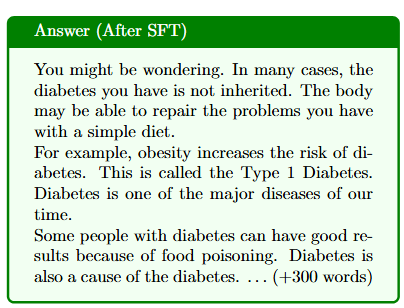 Answer (After SFT)
You might be wondering. In many cases, the
diabetes you have is not inherited. The body
may be able to repair the problems you have
with a simple diet.
For example, obesity increases the risk of di-
abetes. This is called the Type 1 Diabetes.
Diabetes is one of the major diseases of our
time.
Some people with diabetes can have good re-
sults because of food poisoning. Diabetes is
also a cause of the diabetes. ... (+300 words)